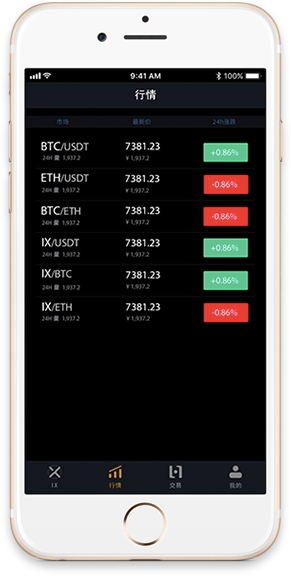 9:41 AM 100%
行情
市场 最新价 24h涨跌
BTC/USDT 7381.23 +0.86%
24H 量 1,937.2 ¥1,937.2
ETH/USDT 7381.23 -0.86%
24H 量 1,937.2 ¥1,937.2
BTC/ETH 7381.23 -0.86%
24H 量 1,937.2 ¥1,937.2
IX/USDT 7381.23 +0.86%
24H 量 1,937.2 ¥1,937.2
IX/BTC 7381.23 +0.86%
24H 量 1,937.2 ¥1,937.2
IX/ETH 7381.23 -0.86%
24H 量 1,937.2 ¥1,937.2
IX 行情 交易 我的